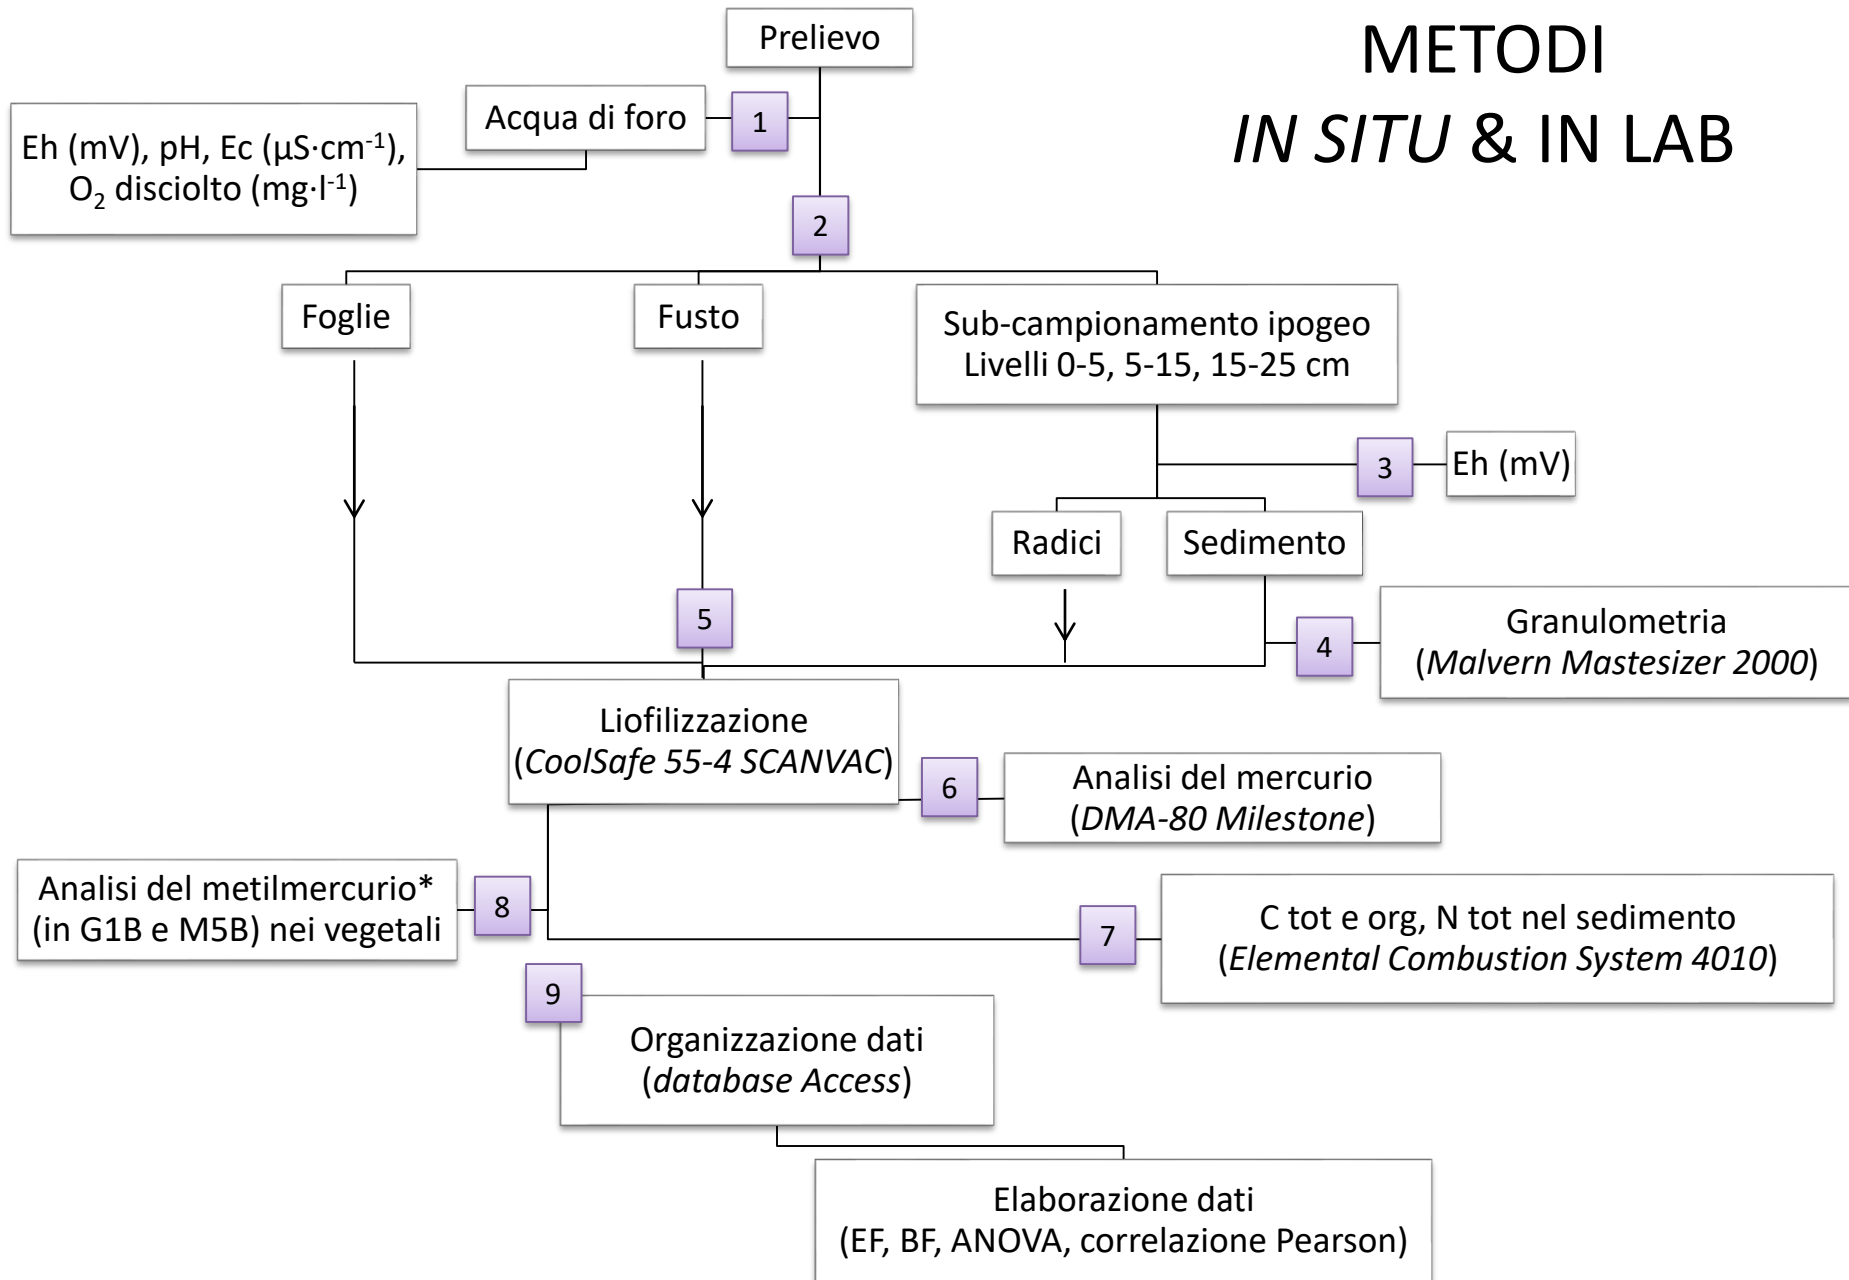 METODI
IN SITU & IN LAB
Prelievo
Acqua di foro
1
Eh (mV), pH, Ec (µS·cm⁻¹),
O₂ disciolto (mg·l⁻¹)
2
Foglie
Fusto
Sub-campionamento ipogeo
Livelli 0-5, 5-15, 15-25 cm
3
Eh (mV)
Radici
Sedimento
5
4
Granulometria
(Malvern Mastesizer 2000)
Liofilizzazione
(CoolSafe 55-4 SCANVAC)
6
Analisi del mercurio
(DMA-80 Milestone)
Analisi del metilmercurio*
(in G1B e M5B) nei vegetali
8
7
C tot e org, N tot nel sedimento
(Elemental Combustion System 4010)
9
Organizzazione dati
(database Access)
Elaborazione dati
(EF, BF, ANOVA, correlazione Pearson)